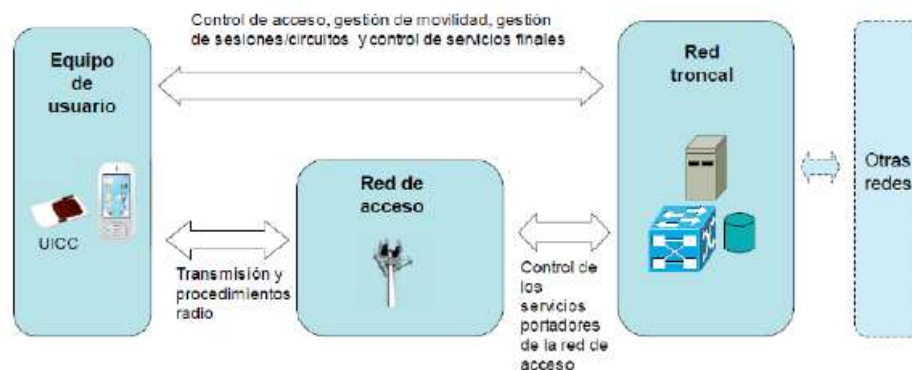 Control de acceso, gestión de movilidad, gestión
de sesiones/circuitos y control de servicios finales
Equipo
de
usuario
UICC
Red
troncal
Otras
redes
Red de
acceso
Transmisión y
procedimientos
radio
Control de
los
servicios
portadores
de la red de
acceso